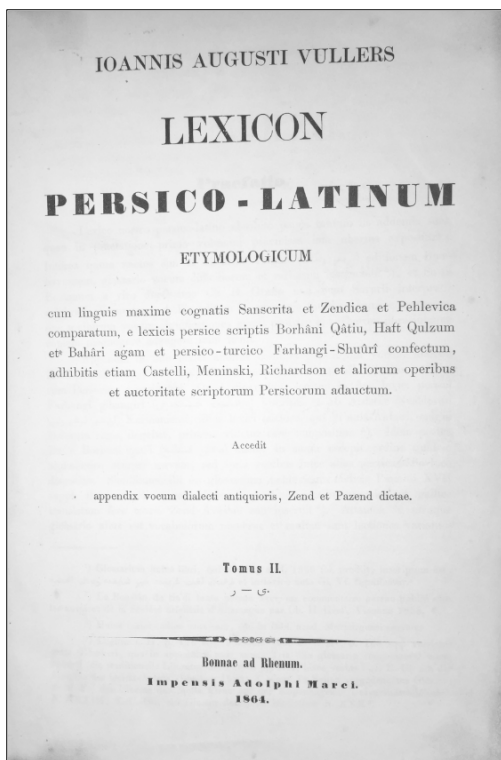 IOANNIS AUGUSTI VULLERS
LEXICON
PERSICO - LATINUM
ETYMOLOGICUM
cum linguis maxime cognatis Sanscrita et Zendica et Pehlevica
comparatum, e lexicis persice scriptis Borhâni Qâtiu, Haft Qulzum
et Bahâri agam et persico-turcico Farhangi-Shuûrî confectum,
adhibitis etiam Castelli, Meninski, Richardson et aliorum operibus
et auctoritate scriptorum Persicorum adauctum.
Accedit
appendix vocum dialecti antiquioris, Zend et Pazend dictae.
Tomus II.
ر — ی
Bonnae ad Rhenum.
Impensis Adolphi Marci.
1864.